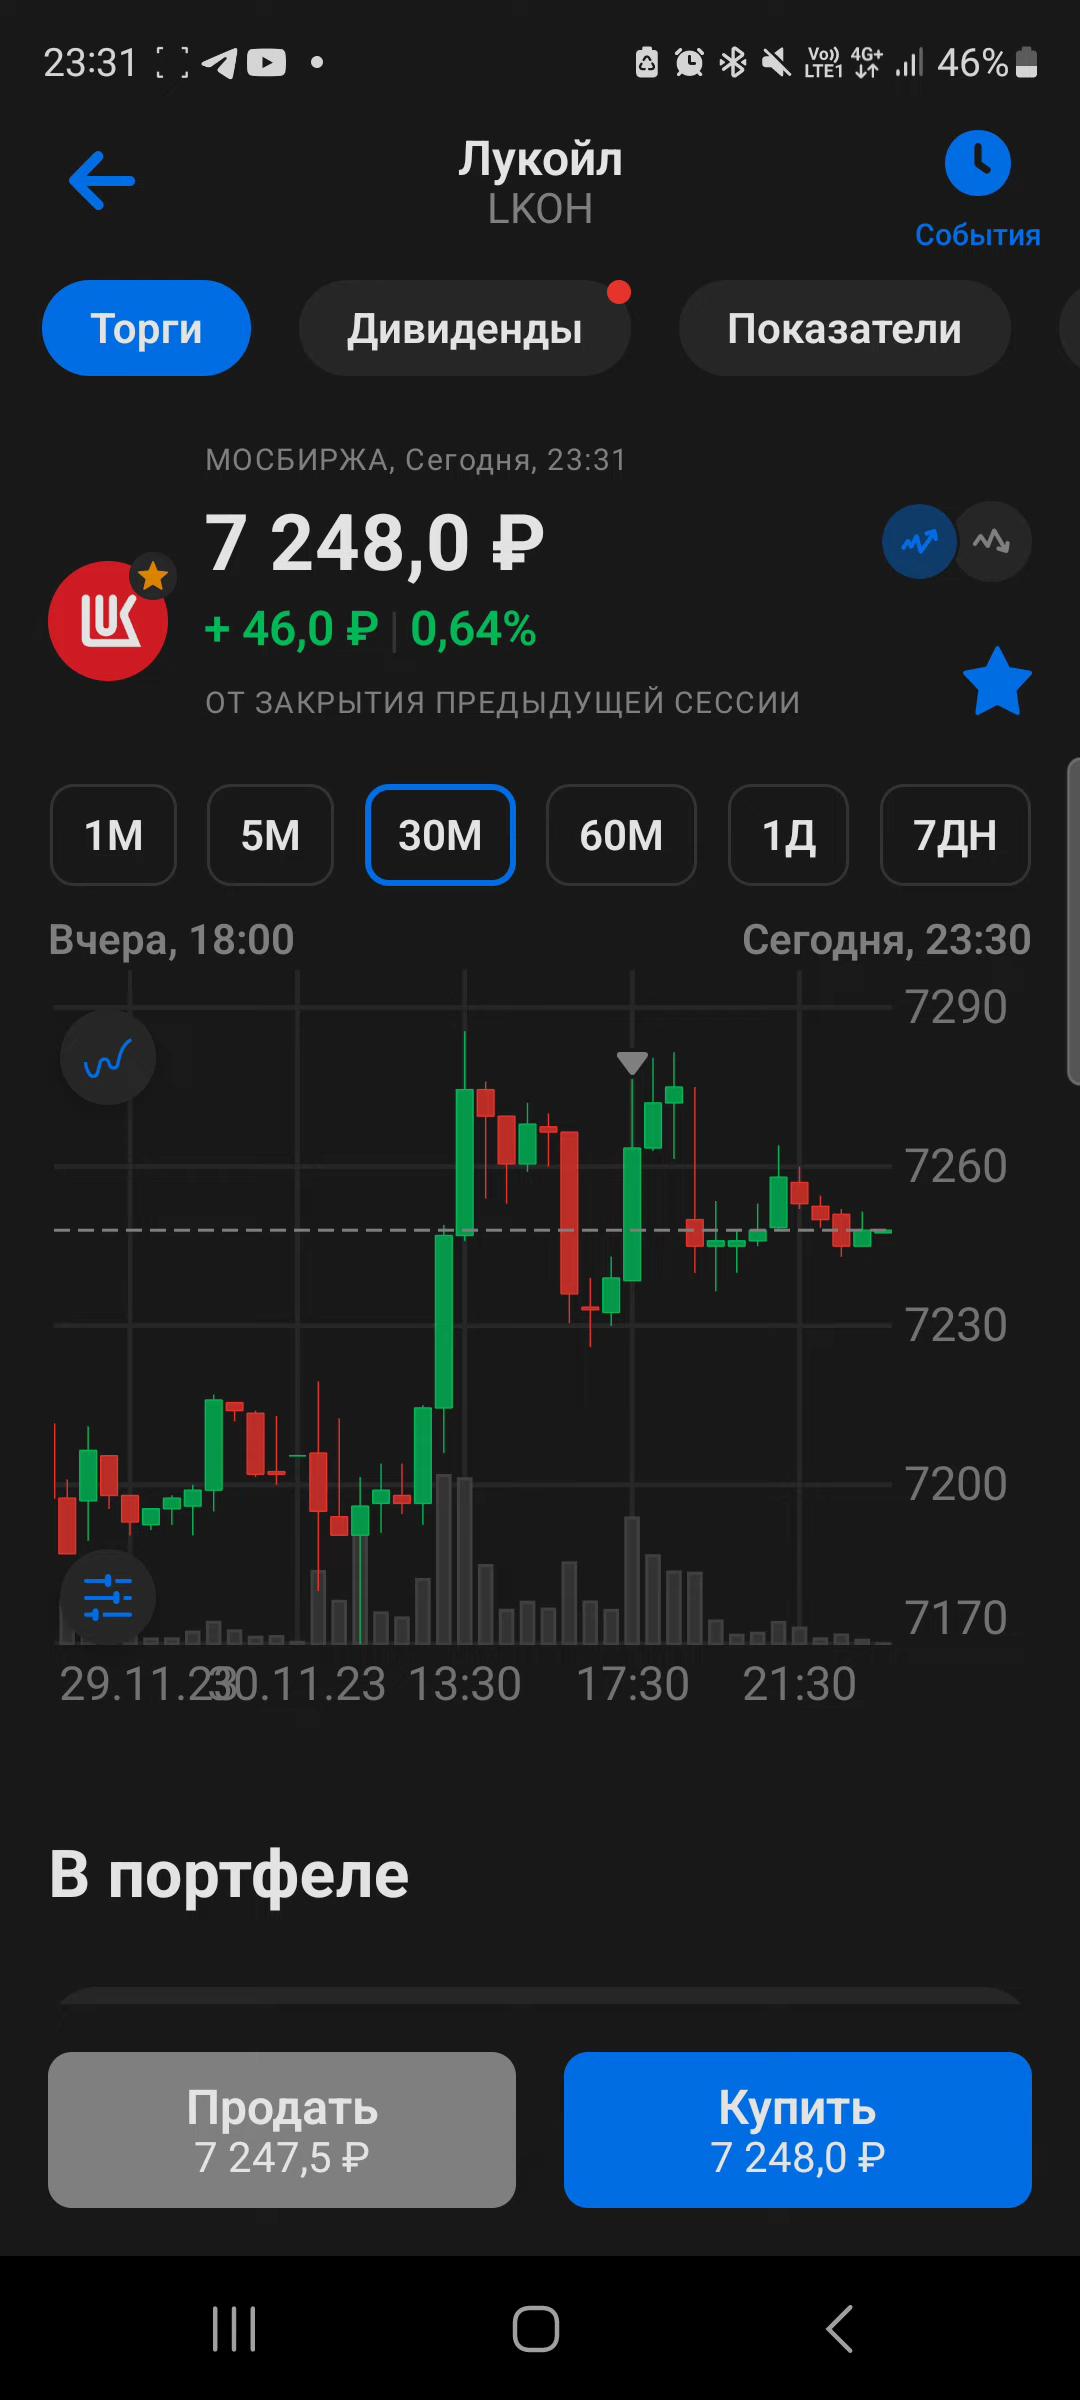 23:31 Vo)) LTE1 4G+ 46%
Лукойл
LKOH
События
Торги Дивиденды Показатели
МОСБИРЖА, Сегодня, 23:31
7 248,0 ₽
+ 46,0 ₽ | 0,64%
ОТ ЗАКРЫТИЯ ПРЕДЫДУЩЕЙ СЕССИИ
1М 5М 30М 60М 1Д 7ДН
Вчера, 18:00 Сегодня, 23:30
7290
7260
7230
7200
7170
29.11.23 30.11.23 13:30 17:30 21:30
В портфеле
Продать Купить
7 247,5 ₽ 7 248,0 ₽